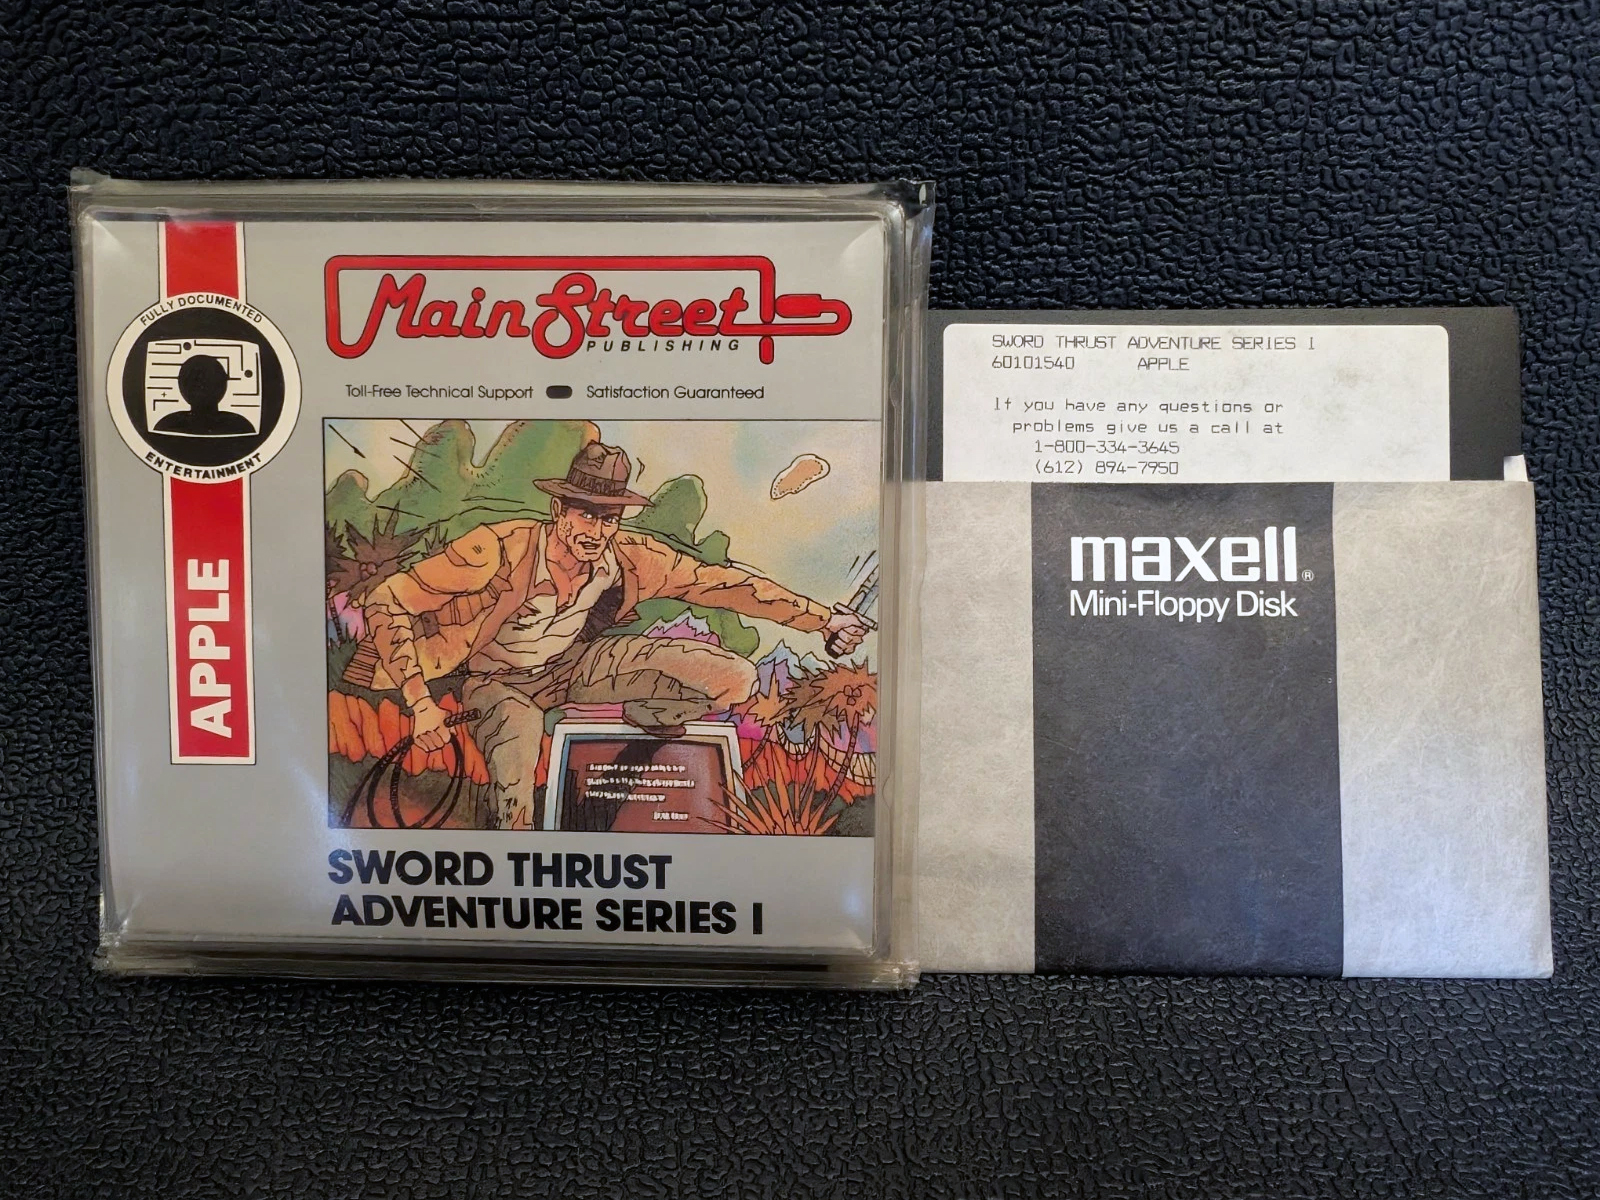 FULLY DOCUMENTED
ENTERTAINMENT
APPLE
Main Street
PUBLISHING
Toll-Free Technical Support Satisfaction Guaranteed
SWORD THRUST
ADVENTURE SERIES I
SWORD THRUST ADVENTURE SERIES I
60101540 APPLE
If you have any questions or
problems give us a call at
1-800-334-3645
(612) 894-7950
maxell®
Mini-Floppy Disk